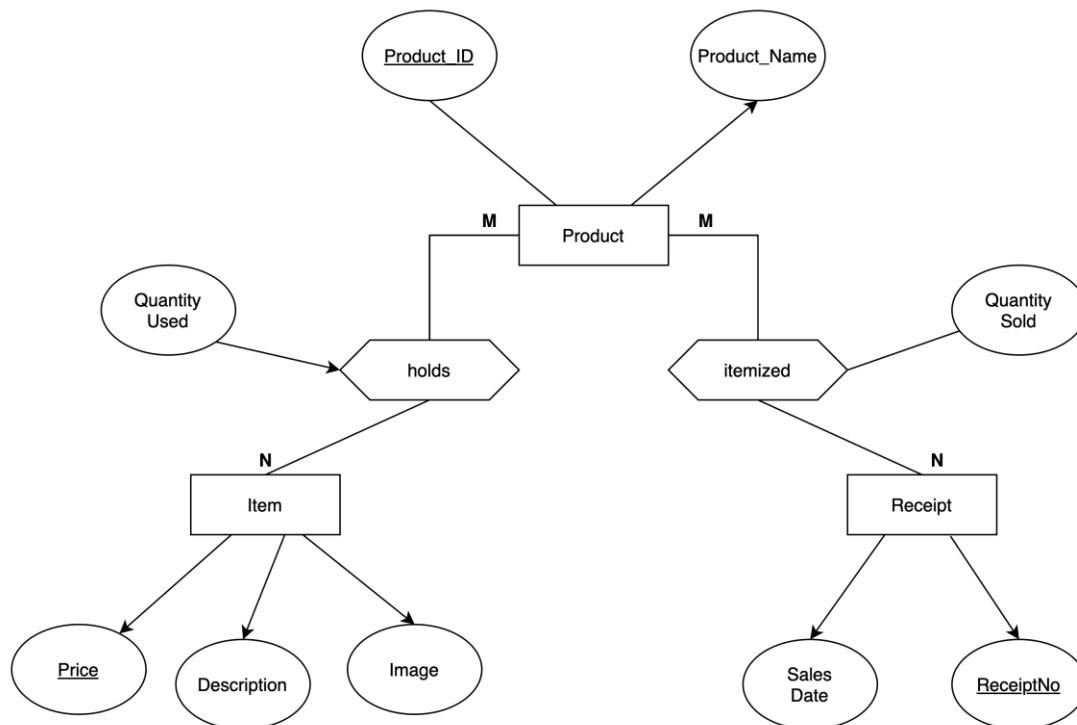 Product_ID
Product_Name
M
Product
M
Quantity
Used
holds
itemized
Quantity
Sold
N
Item
N
Receipt
Price
Description
Image
Sales
Date
ReceiptNo